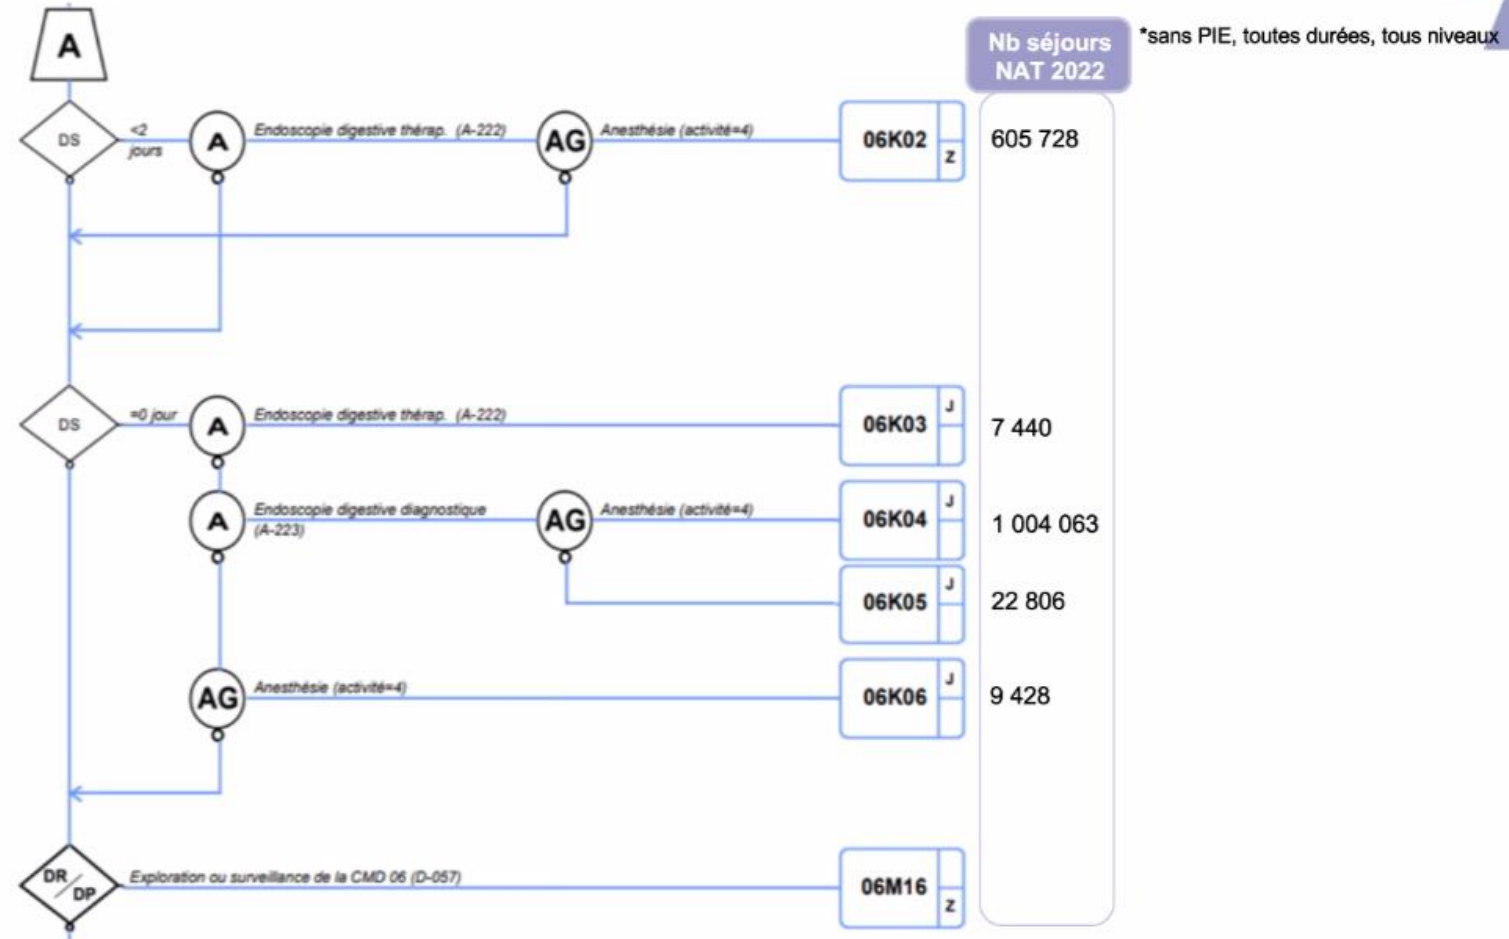 A
Nb séjours
NAT 2022
*sans PIE, toutes durées, tous niveaux
DS
<2
jours
A
Endoscopie digestive thérap. (A-222)
AG
Anesthésie (activité=4)
06K02
Z
605 728
DS
=0 jour
A
Endoscopie digestive thérap. (A-222)
06K03
J
7 440
A
Endoscopie digestive diagnostique
(A-223)
AG
Anesthésie (activité=4)
06K04
J
1 004 063
06K05
J
22 806
AG
Anesthésie (activité=4)
06K06
J
9 428
DR
DP
Exploration ou surveillance de la CMD 06 (D-057)
06M16
Z